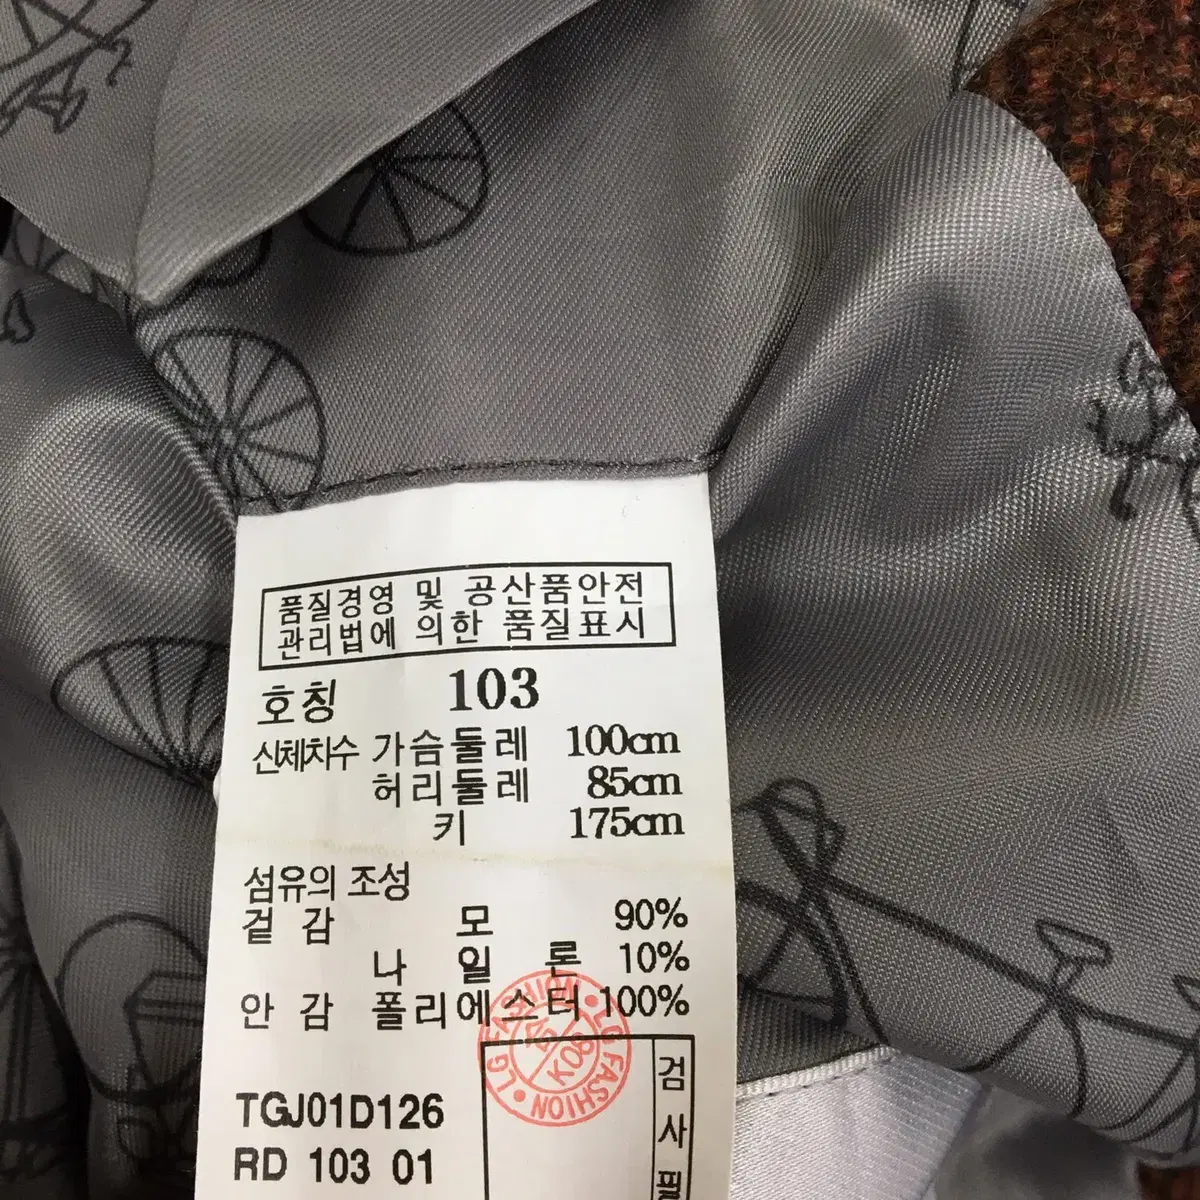 품질경영 및 공산품안전
관리법에 의한 품질표시
호칭 103
신체치수 가슴둘레 100cm
허리둘레 85cm
키 175cm
섬유의 조성
겉감 모 90%
나일론 10%
안감 폴리에스터 100%
LG FASHION LG FASHION
K08
TGJ01D126
RD 103 01
검사필